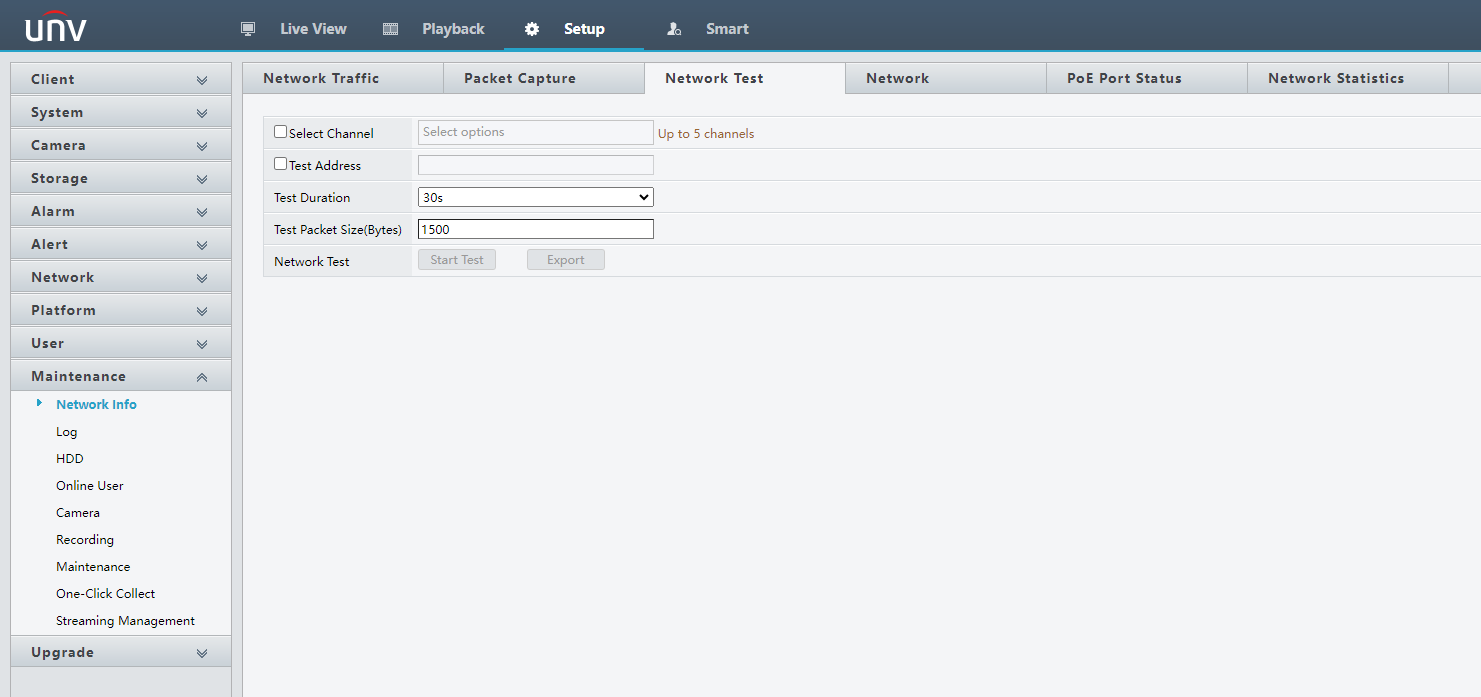 unv
Live View
Playback
Setup
Smart
Client
System
Camera
Storage
Alarm
Alert
Network
Platform
User
Maintenance
Network Info
Log
HDD
Online User
Camera
Recording
Maintenance
One-Click Collect
Streaming Management
Upgrade
Network Traffic
Packet Capture
Network Test
Network
PoE Port Status
Network Statistics
Select Channel Select options Up to 5 channels
Test Address
Test Duration 30s
Test Packet Size(Bytes) 1500
Network Test Start Test Export